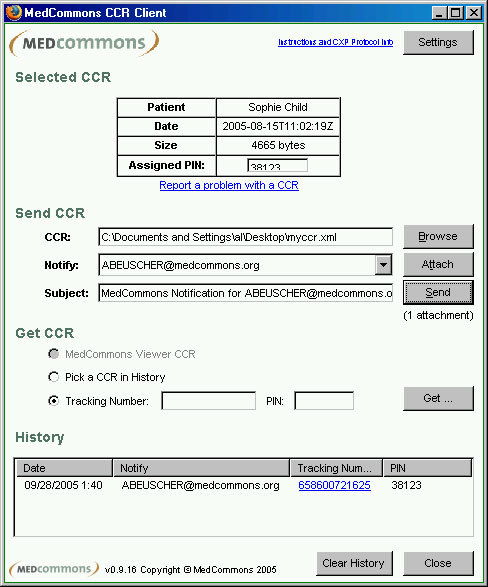 MedCommons CCR Client
MEDcommons
Instructions and CXP Protocol Info
Settings
Selected CCR
Patient Sophie Child
Date 2005-08-15T11:02:19Z
Size 4665 bytes
Assigned PIN: 38123
Report a problem with a CCR
Send CCR
CCR: C:\Documents and Settings\al\Desktop\myccr.xml Browse
Notify: ABEUSCHER@medcommons.org Attach
Subject: MedCommons Notification for ABEUSCHER@medcommons.o Send
(1 attachment)
Get CCR
MedCommons Viewer CCR
Pick a CCR in History
Tracking Number: PIN: Get ...
History
Date Notify Tracking Num... PIN
09/28/2005 1:40 ABEUSCHER@medcommons.org 658600721625 38123
MEDcommons v0.9.16 Copyright © MedCommons 2005 Clear History Close